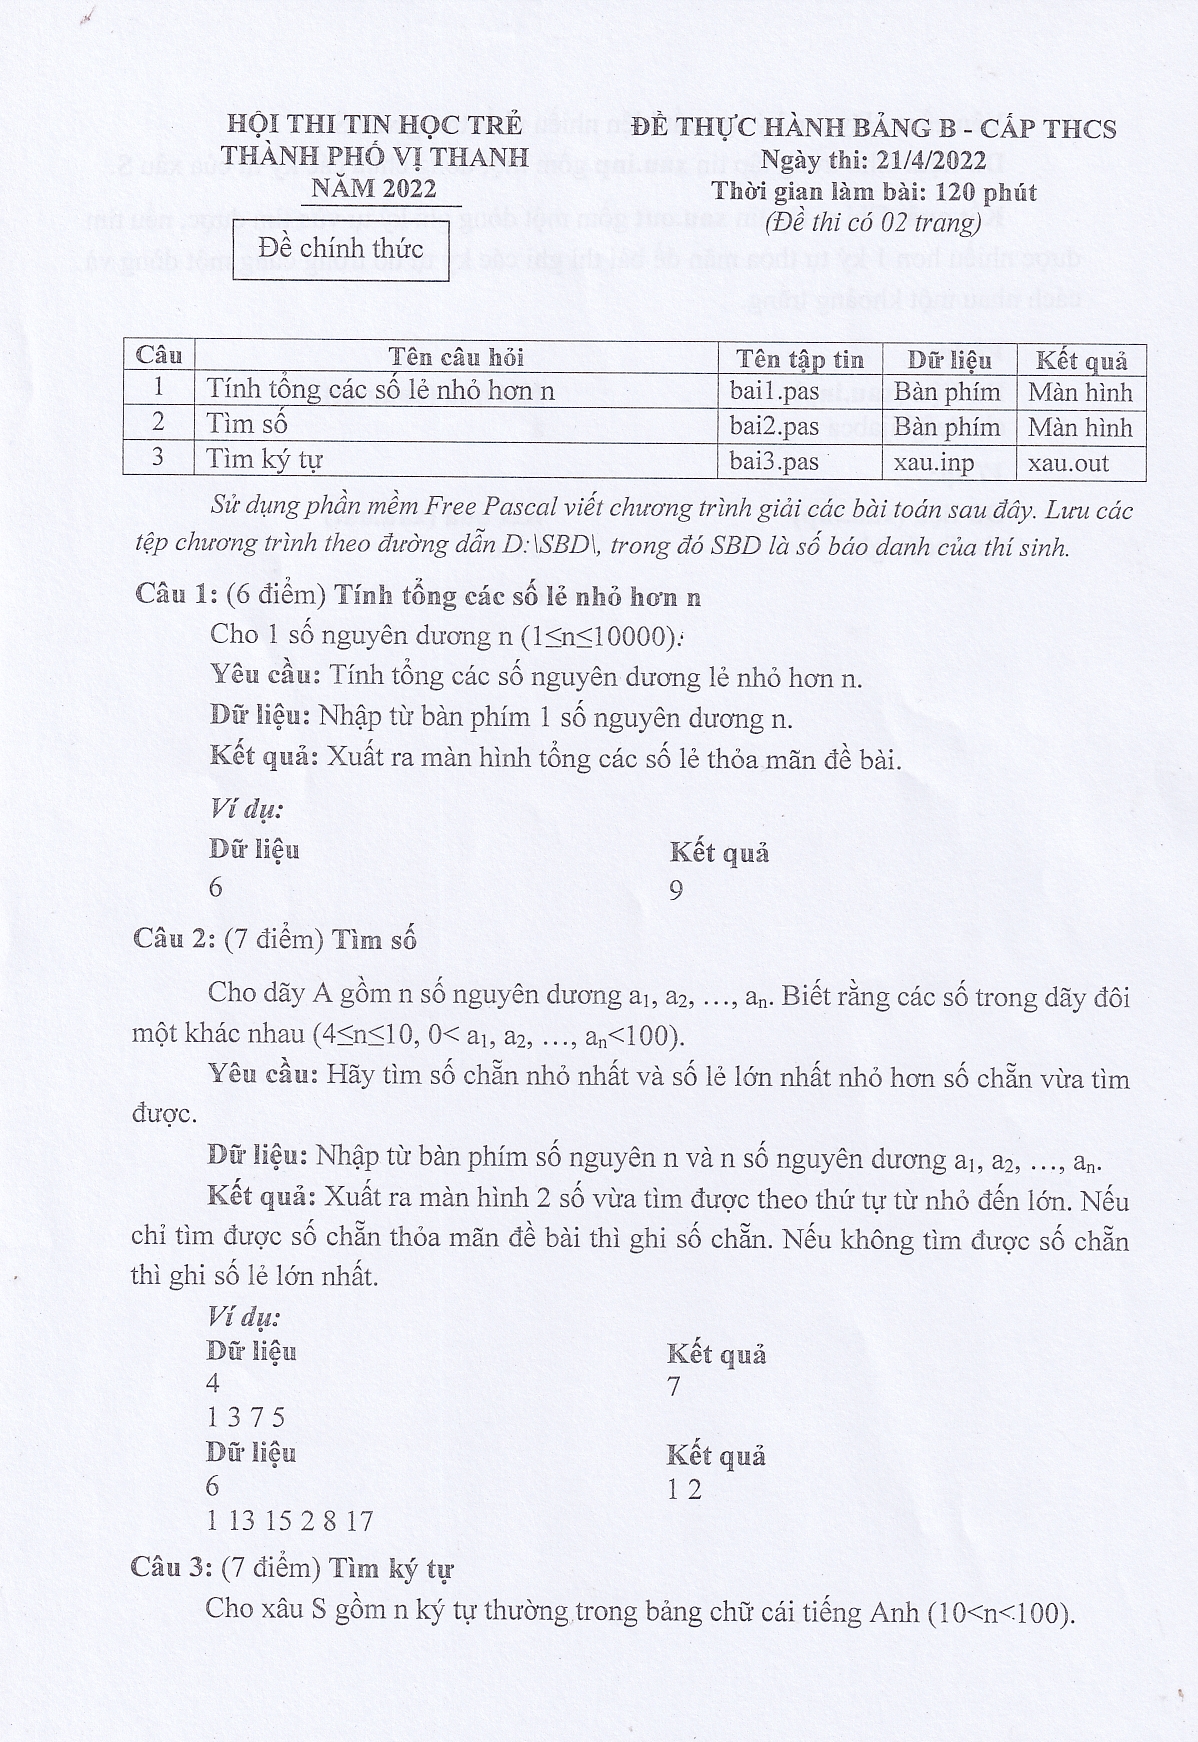 HỘI THI TIN HỌC TRẺ
THÀNH PHỐ VỊ THANH
NĂM 2022
Đề chính thức
ĐỀ THỰC HÀNH BẢNG B - CẤP THCS
Ngày thi: 21/4/2022
Thời gian làm bài: 120 phút
(Đề thi có 02 trang)
Câu Tên câu hỏi Tên tập tin Dữ liệu Kết quả
1 Tính tổng các số lẻ nhỏ hơn n bai1.pas Bàn phím Màn hình
2 Tìm số bai2.pas Bàn phím Màn hình
3 Tìm ký tự bai3.pas xau.inp xau.out
Sử dụng phần mềm Free Pascal viết chương trình giải các bài toán sau đây. Lưu các
tệp chương trình theo đường dẫn D:\SBD\, trong đó SBD là số báo danh của thí sinh.
Câu 1: (6 điểm) Tính tổng các số lẻ nhỏ hơn n
Cho 1 số nguyên dương n (1≤n≤10000).
Yêu cầu: Tính tổng các số nguyên dương lẻ nhỏ hơn n.
Dữ liệu: Nhập từ bàn phím 1 số nguyên dương n.
Kết quả: Xuất ra màn hình tổng các số lẻ thỏa mãn đề bài.
Ví dụ:
Dữ liệu Kết quả
6 9
Câu 2: (7 điểm) Tìm số
Cho dãy A gồm n số nguyên dương a₁, a₂, …, aₙ. Biết rằng các số trong dãy đôi
một khác nhau (4≤n≤10, 0< a₁, a₂, …, aₙ<100).
Yêu cầu: Hãy tìm số chẵn nhỏ nhất và số lẻ lớn nhất nhỏ hơn số chẵn vừa tìm
được.
Dữ liệu: Nhập từ bàn phím số nguyên n và n số nguyên dương a₁, a₂, …, aₙ.
Kết quả: Xuất ra màn hình 2 số vừa tìm được theo thứ tự từ nhỏ đến lớn. Nếu
chỉ tìm được số chẵn thỏa mãn đề bài thì ghi số chẵn. Nếu không tìm được số chẵn
thì ghi số lẻ lớn nhất.
Ví dụ:
Dữ liệu Kết quả
4 7
1 3 7 5
Dữ liệu Kết quả
6 1 2
1 13 15 2 8 17
Câu 3: (7 điểm) Tìm ký tự
Cho xâu S gồm n ký tự thường trong bảng chữ cái tiếng Anh (10<n<100).